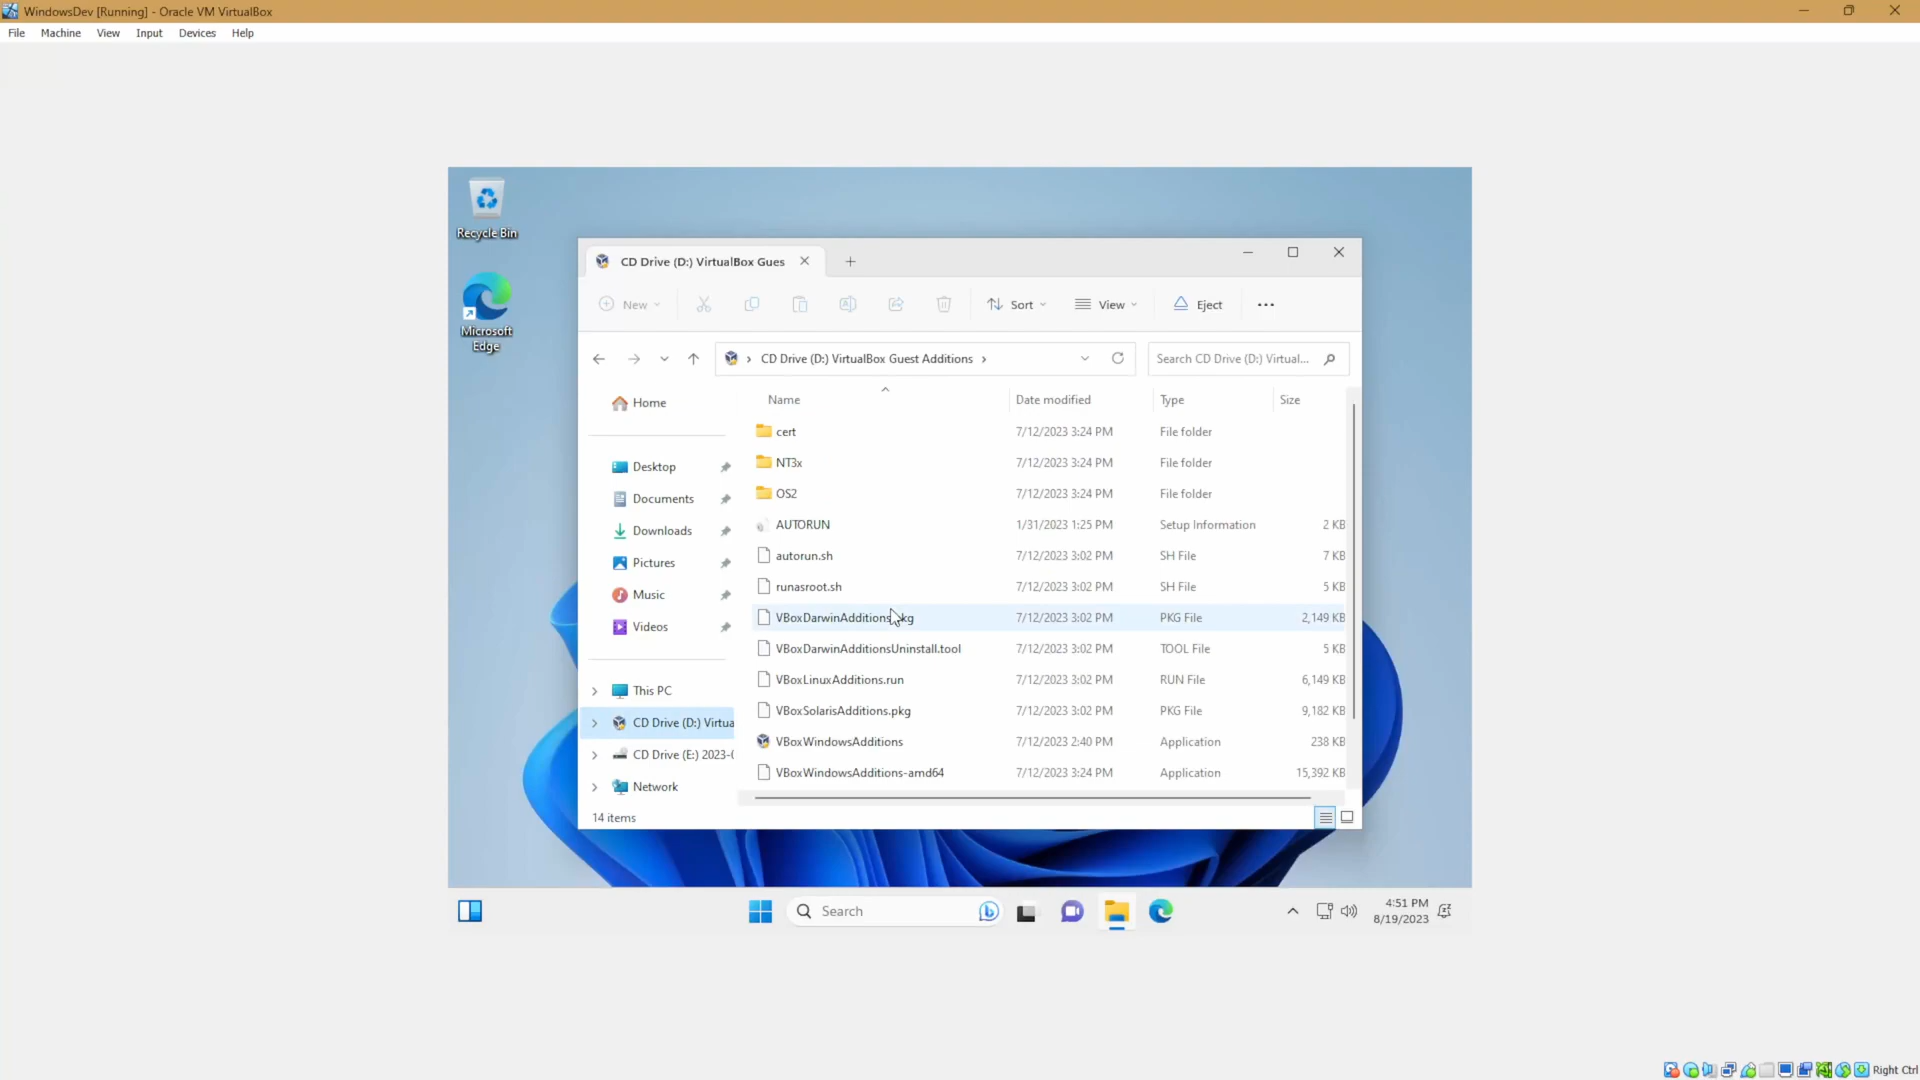 WindowsDev [Running] - Oracle VM VirtualBox
File Machine View Input Devices Help
Recycle Bin
Microsoft
Edge
CD Drive (D:) VirtualBox Gues
New Sort View Eject
CD Drive (D:) VirtualBox Guest Additions
Search CD Drive (D:) Virtual...
Home
Desktop
Documents
Downloads
Pictures
Music
Videos
This PC
CD Drive (D:) Virtua
CD Drive (E:) 2023-
Network
Name Date modified Type Size
cert 7/12/2023 3:24 PM File folder
NT3x 7/12/2023 3:24 PM File folder
OS2 7/12/2023 3:24 PM File folder
AUTORUN 1/31/2023 1:25 PM Setup Information 2 KB
autorun.sh 7/12/2023 3:02 PM SH File 7 KB
runasroot.sh 7/12/2023 3:02 PM SH File 5 KB
VBoxDarwinAdditions.pkg 7/12/2023 3:02 PM PKG File 2,149 KB
VBoxDarwinAdditionsUninstall.tool 7/12/2023 3:02 PM TOOL File 5 KB
VBoxLinuxAdditions.run 7/12/2023 3:02 PM RUN File 6,149 KB
VBoxSolarisAdditions.pkg 7/12/2023 3:02 PM PKG File 9,182 KB
VBoxWindowsAdditions 7/12/2023 2:40 PM Application 238 KB
VBoxWindowsAdditions-amd64 7/12/2023 3:24 PM Application 15,392 KB
14 items
Search
4:51 PM
8/19/2023
Right Ctrl